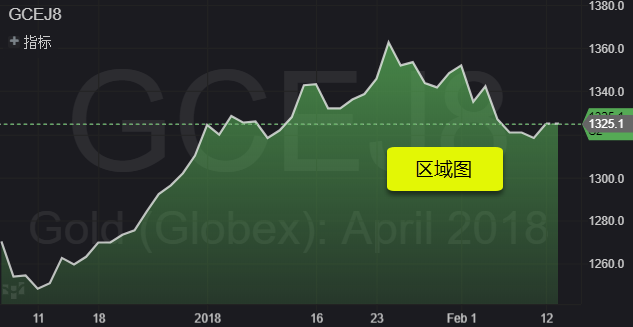 GCEJ8
指标
GCEJ8
Gold (Globex): April 2018
区域图
1380.0
1360.0
1340.0
1325.1
1300.0
1280.0
1260.0
11 18 2018 16 23 Feb 1 12